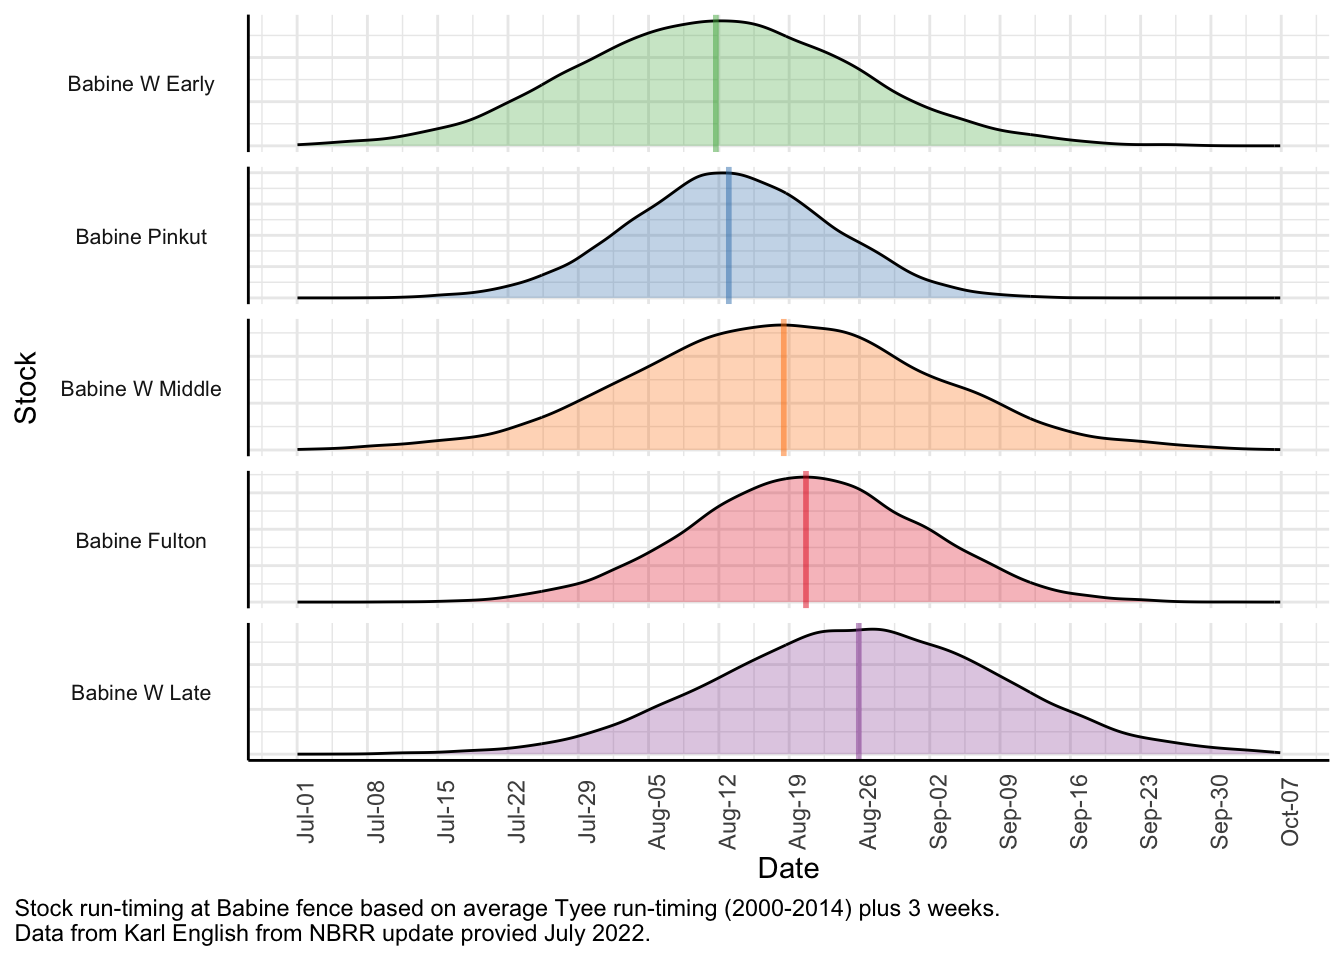 Babine W Early
Babine Pinkut
Stock
Babine W Middle
Babine Fulton
Babine W Late
Jul-01
Jul-08
Jul-15
Jul-22
Jul-29
Aug-05
Aug-12
Aug-19
Aug-26
Sep-02
Sep-09
Sep-16
Sep-23
Sep-30
Oct-07
Date
Stock run-timing at Babine fence based on average Tyee run-timing (2000-2014) plus 3 weeks.
Data from Karl English from NBRR update provied July 2022.